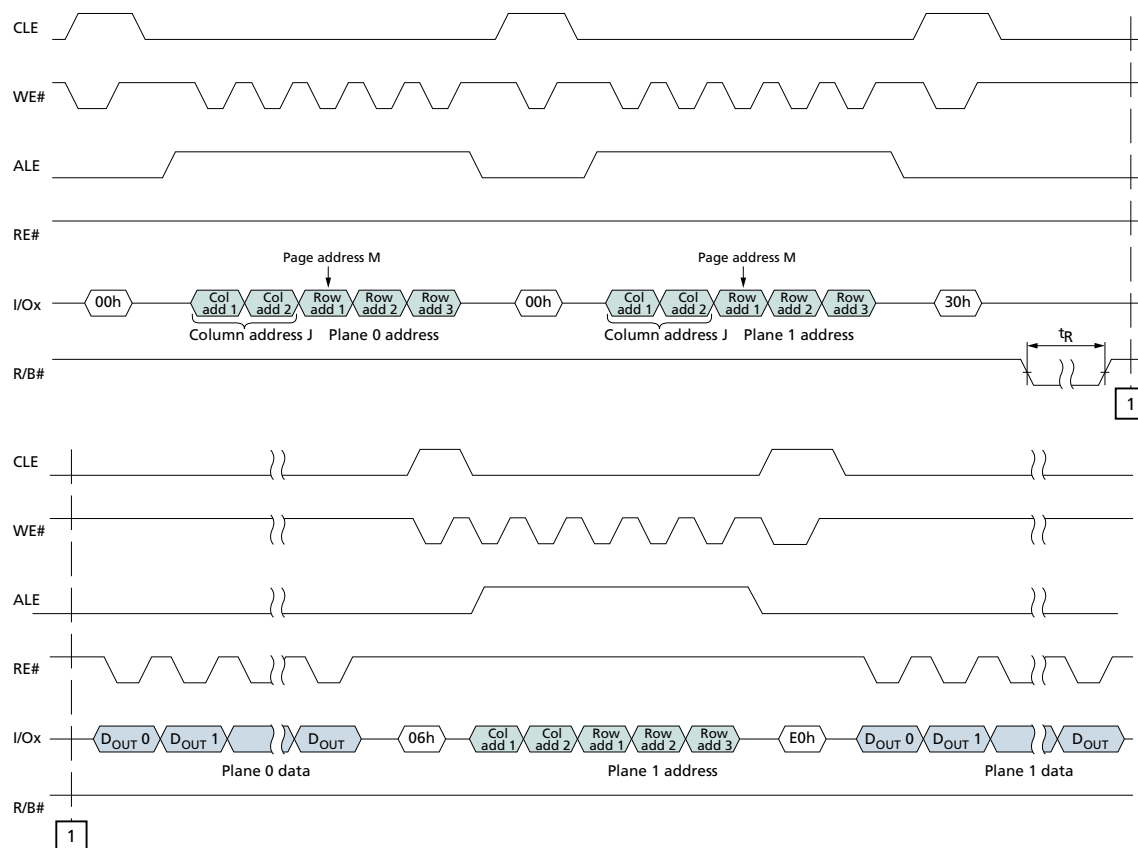 CLE
WE#
ALE
RE#
Page address M Page address M
I/Ox 00h Col add 1 Col add 2 Row add 1 Row add 2 Row add 3 00h Col add 1 Col add 2 Row add 1 Row add 2 Row add 3 30h
Column address J Plane 0 address Column address J Plane 1 address
tR
R/B#
1
CLE
WE#
ALE
RE#
I/Ox DOUT 0 DOUT 1 DOUT 06h Col add 1 Col add 2 Row add 1 Row add 2 Row add 3 E0h DOUT 0 DOUT 1 DOUT
Plane 0 data Plane 1 address Plane 1 data
R/B#
1